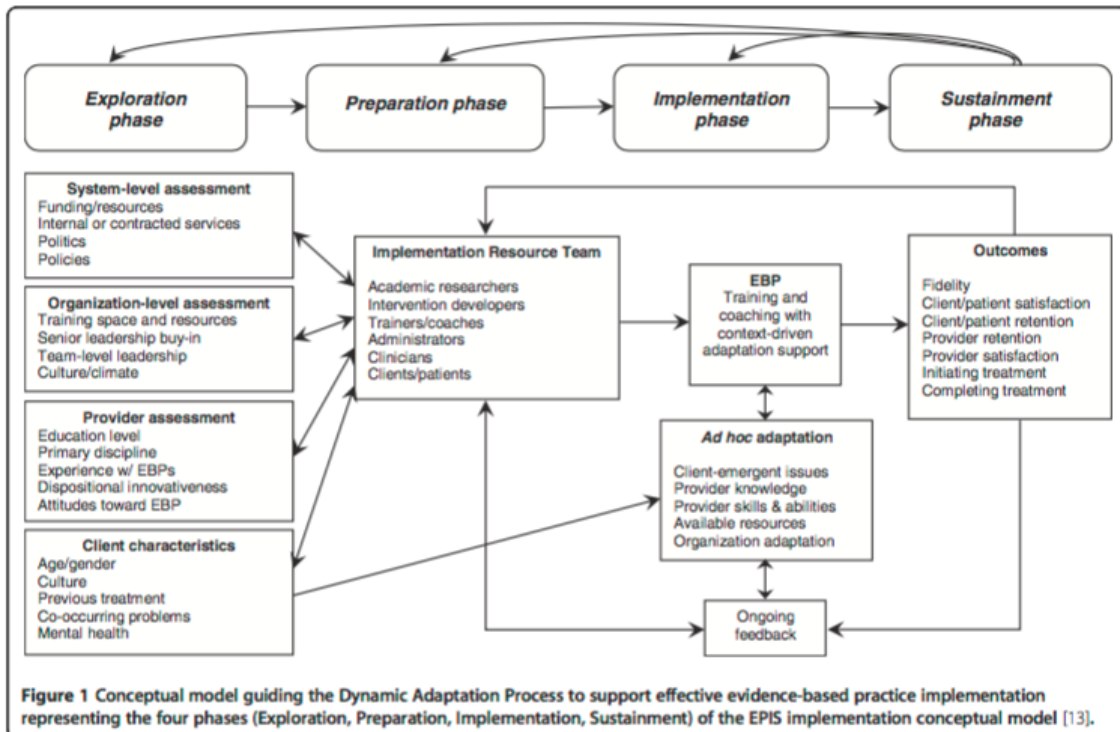 Exploration
phase
Preparation phase
Implementation
phase
Sustainment
phase
System-level assessment
Funding/resources
Internal or contracted services
Politics
Policies
Organization-level assessment
Training space and resources
Senior leadership buy-in
Team-level leadership
Culture/climate
Provider assessment
Education level
Primary discipline
Experience w/ EBPs
Dispositional innovativeness
Attitudes toward EBP
Client characteristics
Age/gender
Culture
Previous treatment
Co-occurring problems
Mental health
Implementation Resource Team
Academic researchers
Intervention developers
Trainers/coaches
Administrators
Clinicians
Clients/patients
EBP
Training and
coaching with
context-driven
adaptation support
Ad hoc adaptation
Client-emergent issues
Provider knowledge
Provider skills & abilities
Available resources
Organization adaptation
Ongoing
feedback
Outcomes
Fidelity
Client/patient satisfaction
Client/patient retention
Provider retention
Provider satisfaction
Initiating treatment
Completing treatment
Figure 1 Conceptual model guiding the Dynamic Adaptation Process to support effective evidence-based practice implementation
representing the four phases (Exploration, Preparation, Implementation, Sustainment) of the EPIS implementation conceptual model [13].